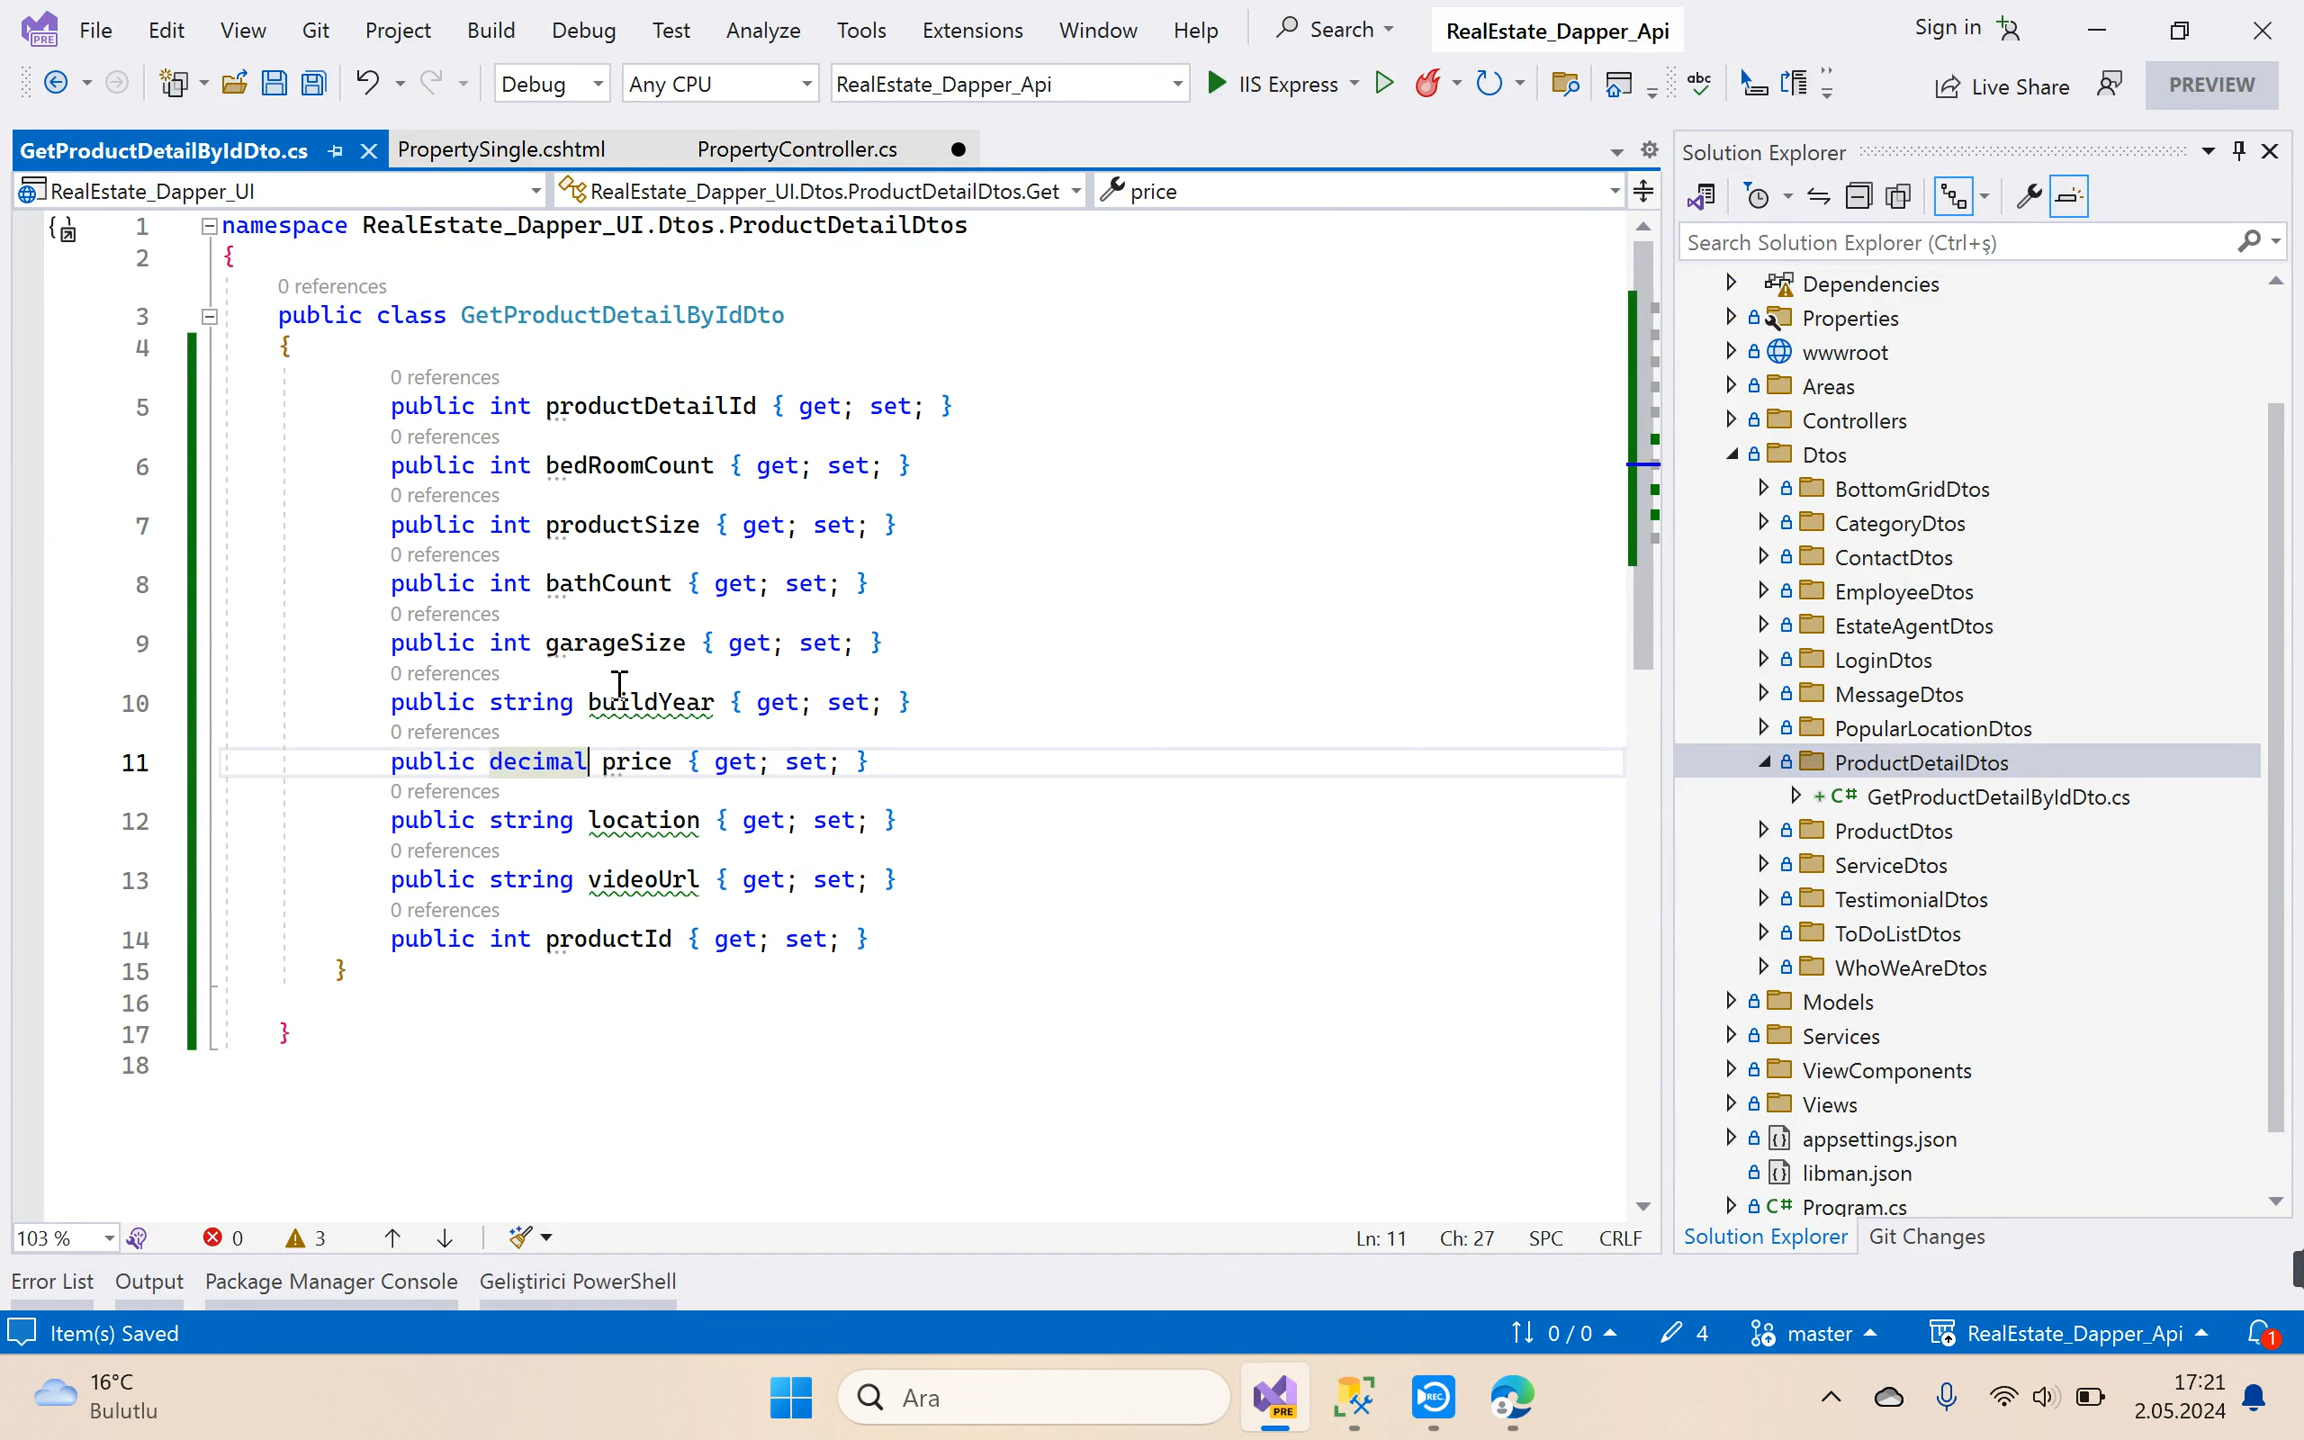 File Edit View Git Project Build Debug Test Analyze Tools Extensions Window Help Search RealEstate_Dapper_Api Sign in
Debug Any CPU RealEstate_Dapper_Api IIS Express Live Share PREVIEW
GetProductDetailByIdDto.cs PropertySingle.cshtml PropertyController.cs
RealEstate_Dapper_UI RealEstate_Dapper_UI.Dtos.ProductDetailDtos.Get price
1 namespace RealEstate_Dapper_UI.Dtos.ProductDetailDtos
2 {
0 references
3 public class GetProductDetailByIdDto
4 {
0 references
5 public int productDetailId { get; set; }
0 references
6 public int bedRoomCount { get; set; }
0 references
7 public int productSize { get; set; }
0 references
8 public int bathCount { get; set; }
0 references
9 public int garageSize { get; set; }
0 references
10 public string buildYear { get; set; }
0 references
11 public decimal price { get; set; }
0 references
12 public string location { get; set; }
0 references
13 public string videoUrl { get; set; }
0 references
14 public int productId { get; set; }
15 }
16
17 }
18
103 % 0 3 Ln: 11 Ch: 27 SPC CRLF
Solution Explorer
Search Solution Explorer (Ctrl+ş)
Dependencies
Properties
wwwroot
Areas
Controllers
Dtos
BottomGridDtos
CategoryDtos
ContactDtos
EmployeeDtos
EstateAgentDtos
LoginDtos
MessageDtos
PopularLocationDtos
ProductDetailDtos
C# GetProductDetailByIdDto.cs
ProductDtos
ServiceDtos
TestimonialDtos
ToDoListDtos
WhoWeAreDtos
Models
Services
ViewComponents
Views
appsettings.json
libman.json
C# Program.cs
Solution Explorer Git Changes
Error List Output Package Manager Console Geliştirici PowerShell
Item(s) Saved 0 / 0 4 master RealEstate_Dapper_Api 1
16°C
Bulutlu
Ara
PRE
REC
17:21
2.05.2024